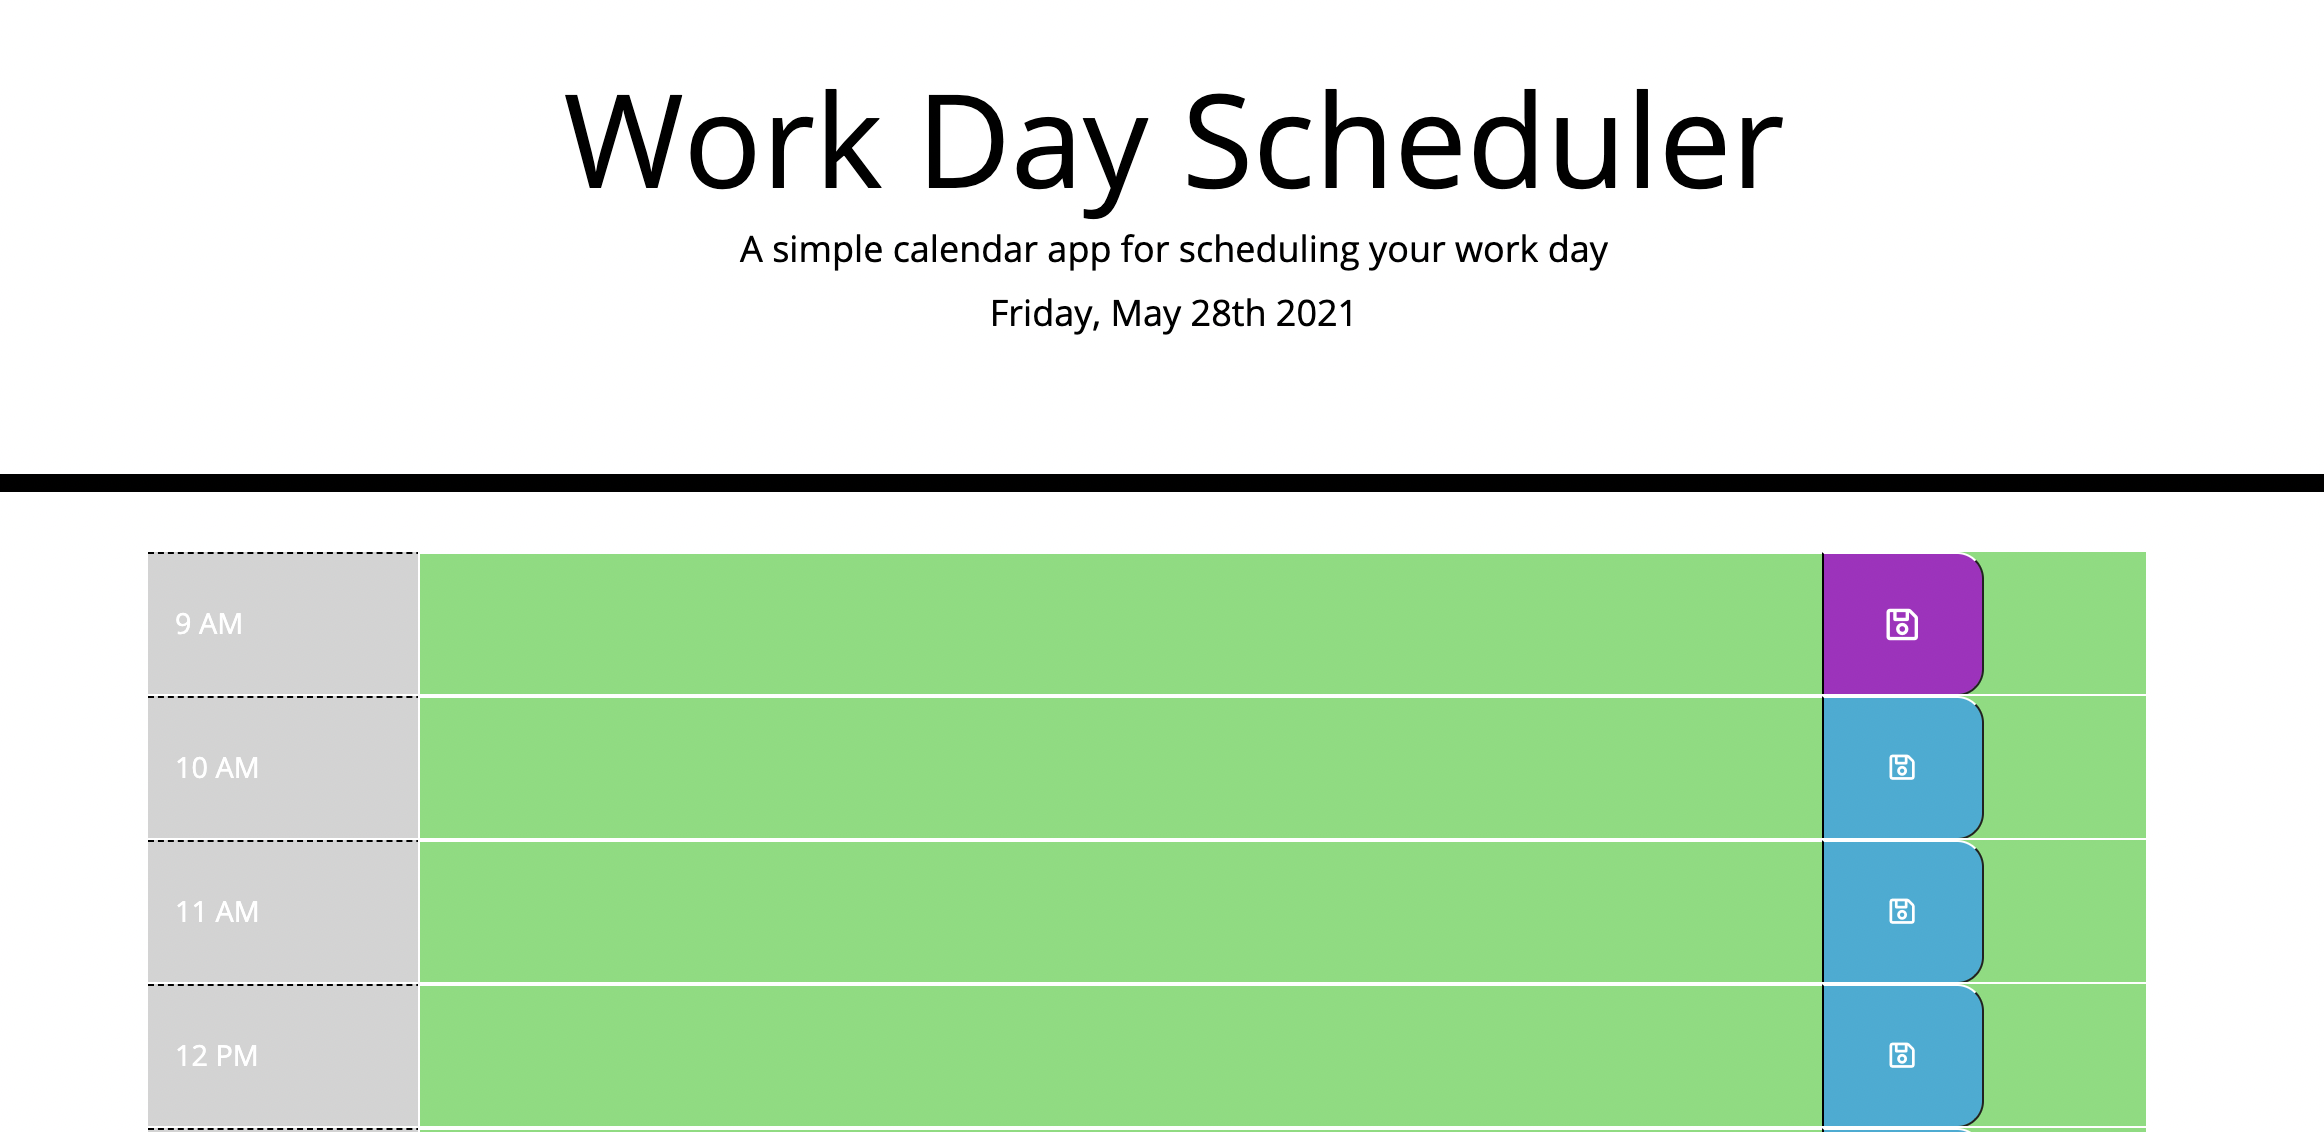 Work Day Scheduler
A simple calendar app for scheduling your work day
Friday, May 28th 2021
9 AM
10 AM
11 AM
12 PM